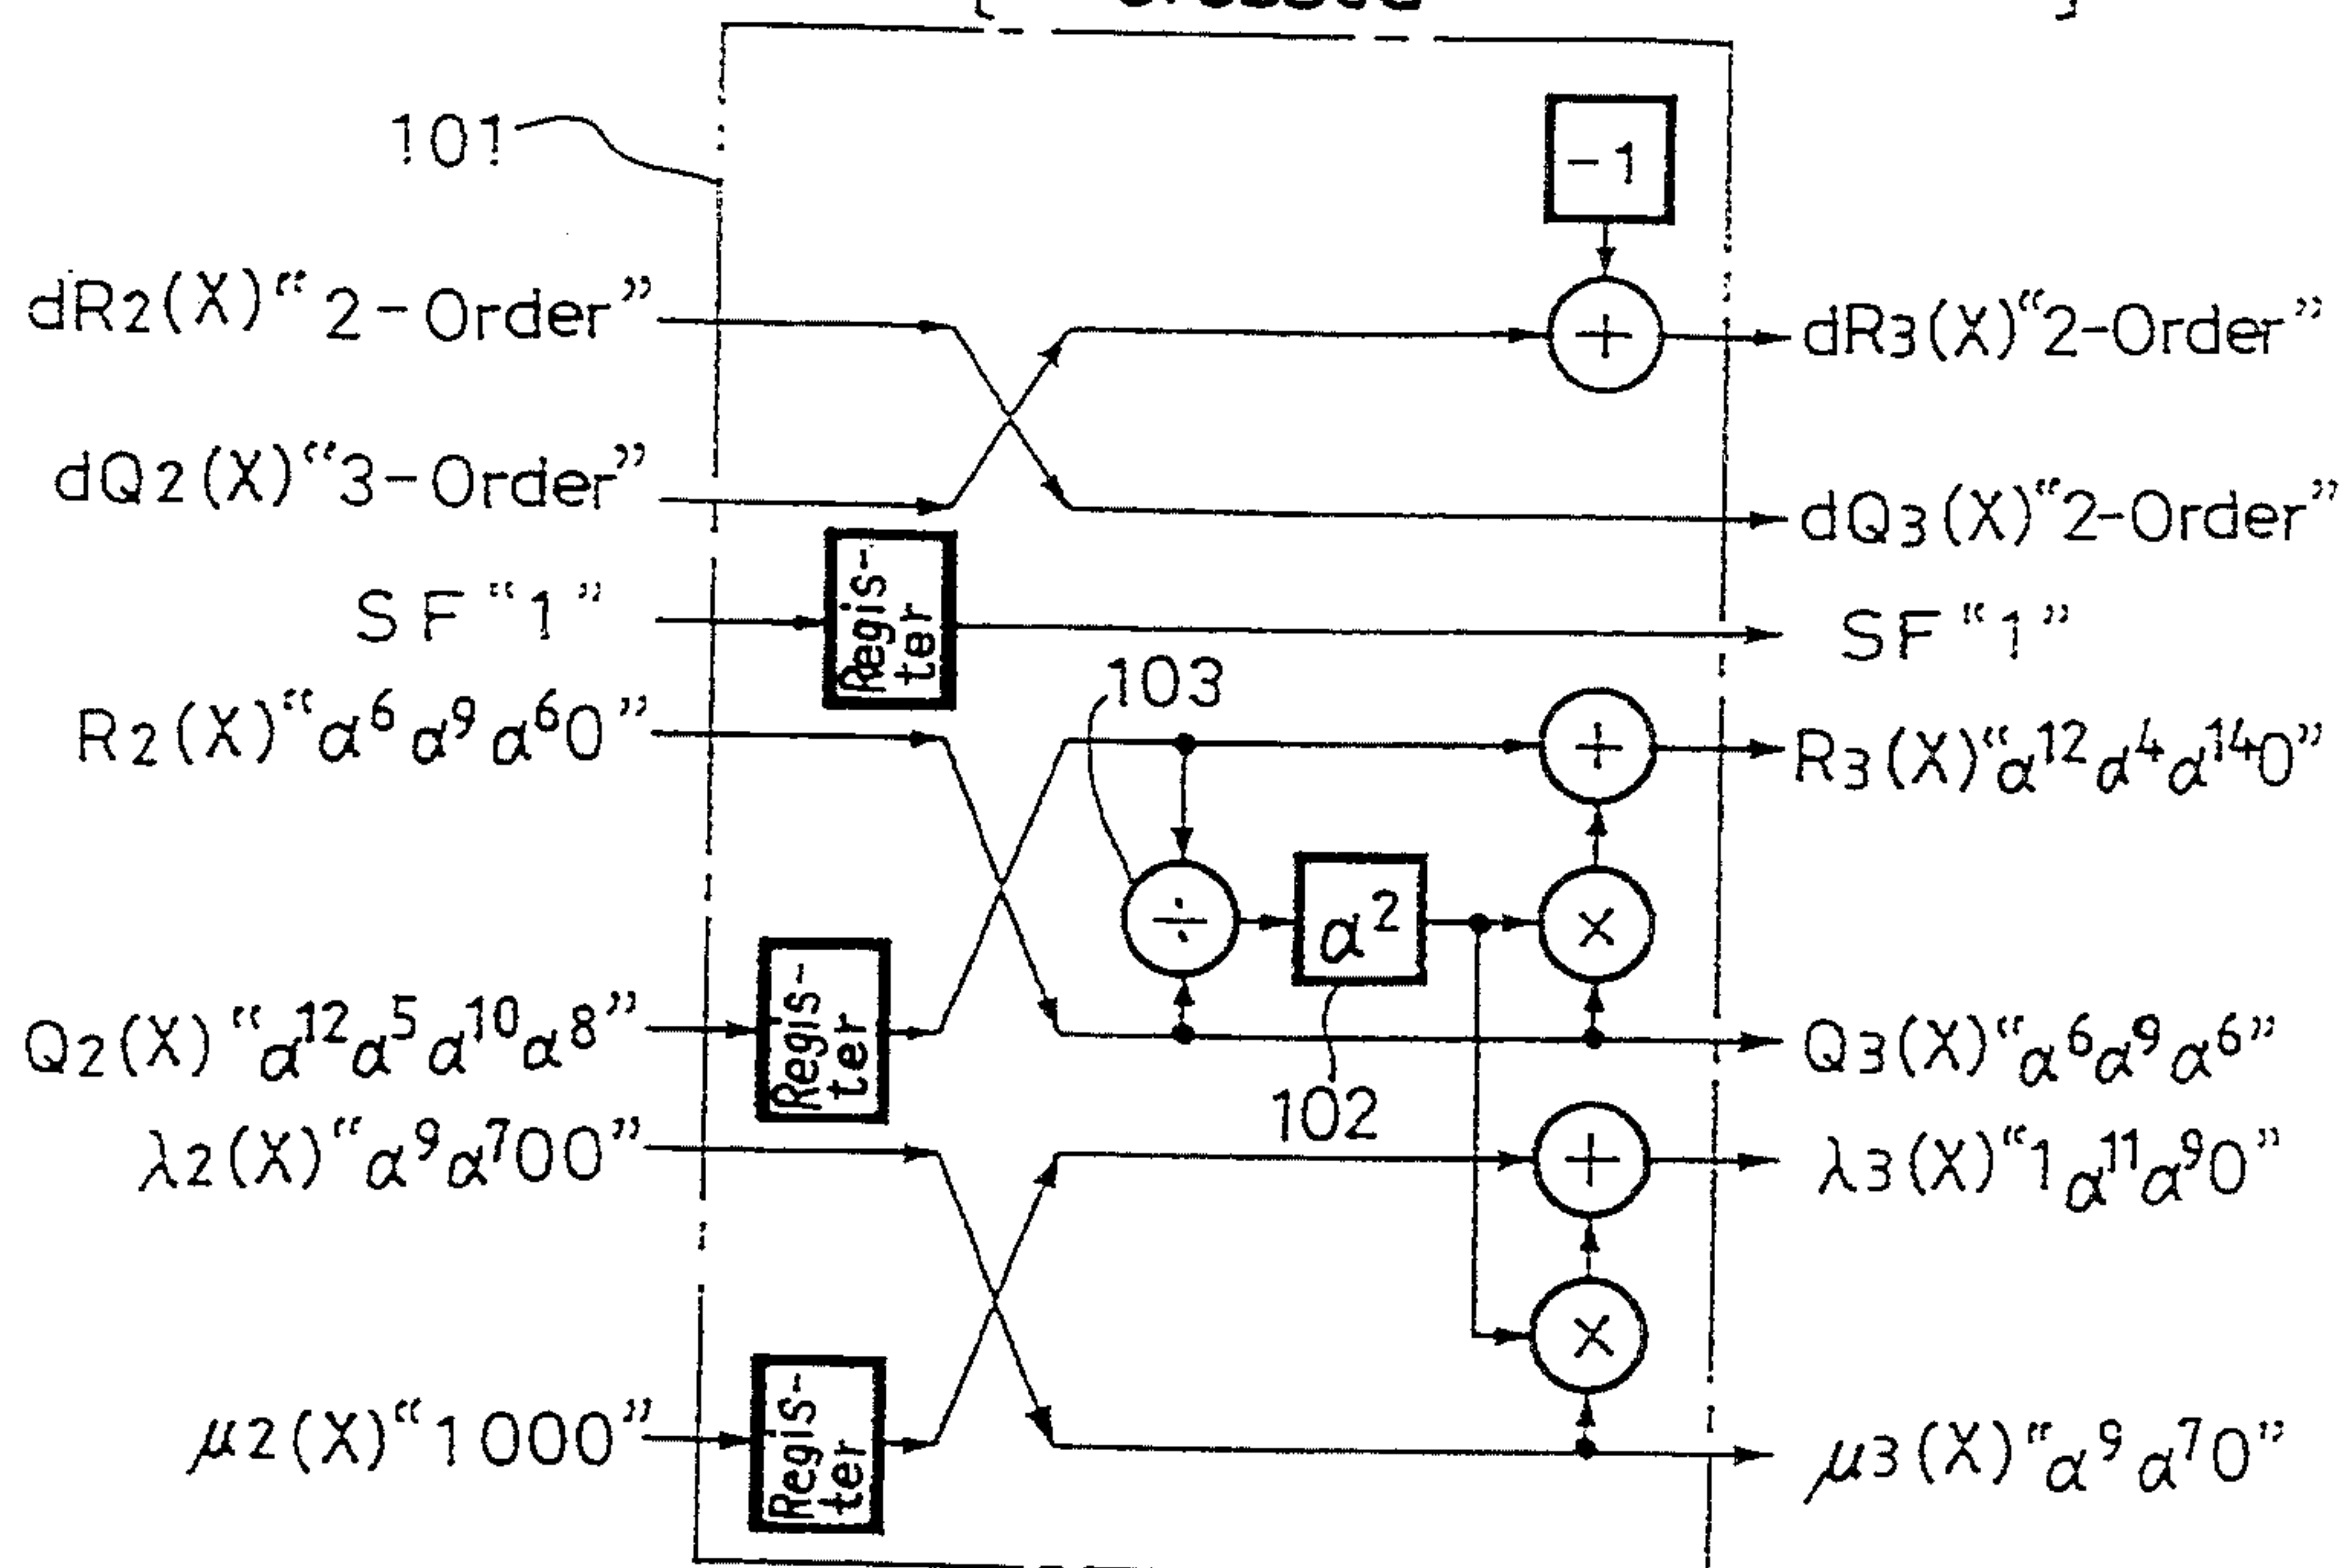 101
-1
dR2(X)“2-Order”
+
dR3(X)“2-Order”
dQ2(X)“3-Order”
dQ3(X)“2-Order”
SF“1”
Regis-
ter
SF“1”
103
R2(X)“α⁶α⁹α⁶0”
+
R3(X)“α¹²α⁴α¹⁴0”
÷
α²
×
Q2(X)“α¹²α⁵α¹⁰α⁸”
Regis-
ter
Q3(X)“α⁶α⁹α⁶”
102
λ2(X)“α⁹α⁷00”
+
λ3(X)“1α¹¹α⁹0”
×
μ2(X)“1000”
Regis-
ter
μ3(X)“α⁹α⁷0”